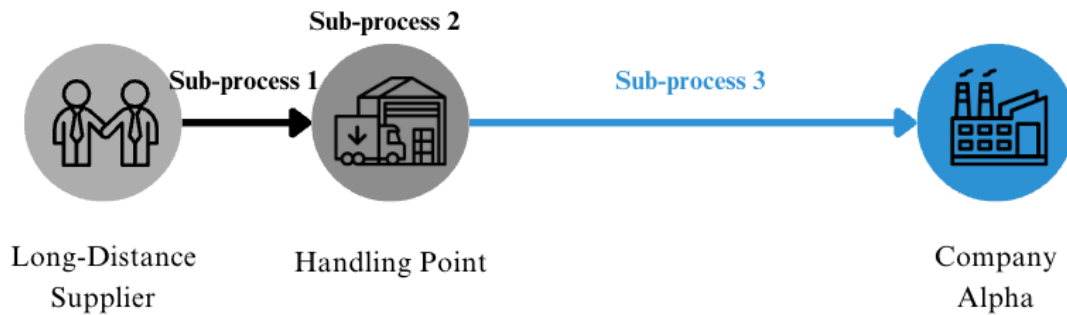 Sub-process 2
Sub-process 1
Sub-process 3
Long-Distance
Supplier
Handling Point
Company
Alpha